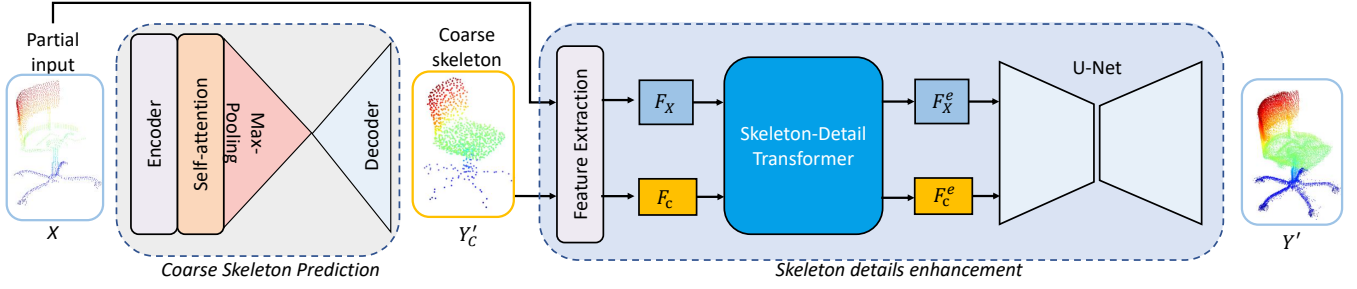 Partial
input
X
Encoder
Self-attention
Max-
Pooling
Decoder
Coarse Skeleton Prediction
Coarse
skeleton
Y′_C
Feature Extraction
F_X
F_c
Skeleton-Detail
Transformer
F_X^e
F_c^e
U-Net
Skeleton details enhancement
Y′